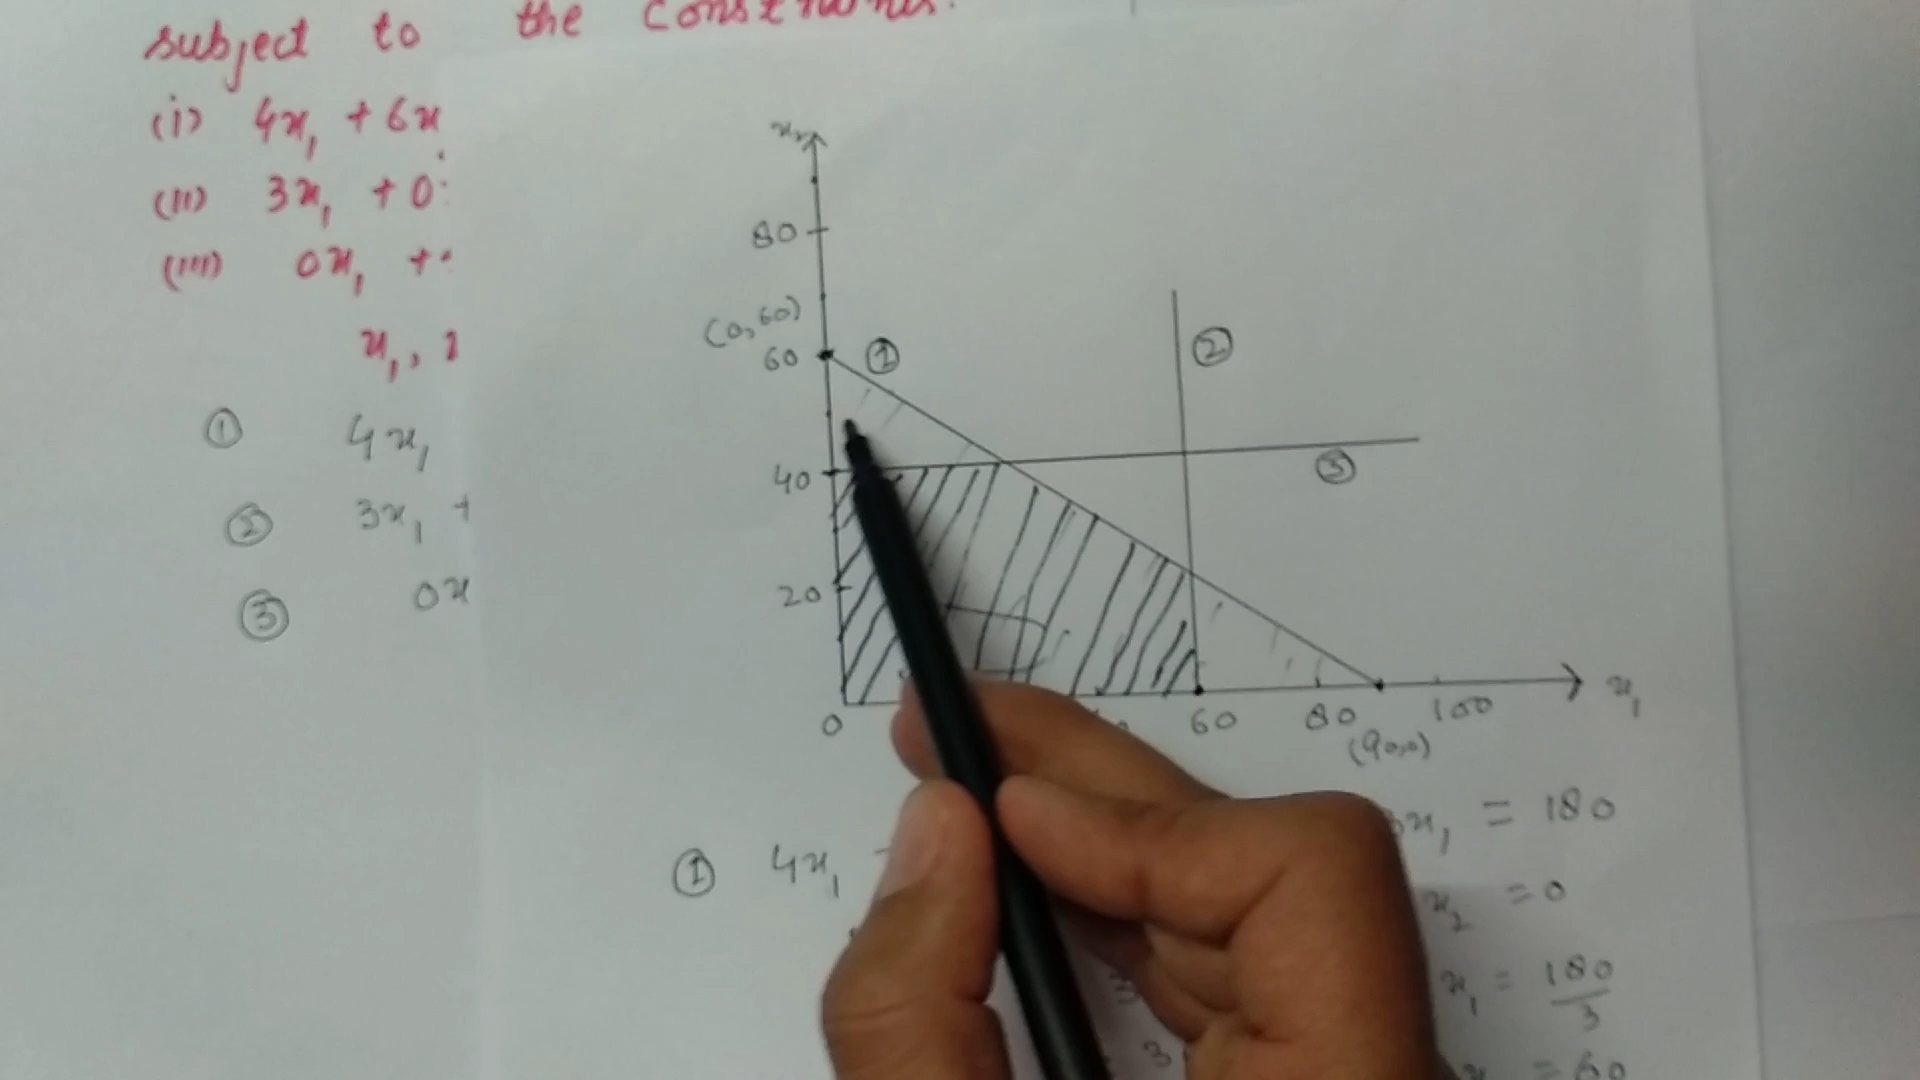 subject to the
(i) 4x₁ + 6x
(ii) 3x₁ + 0
(iii) 0x₁ +
x₁,
① 4x₁
② 3x₁ +
③ 0x
x₂
80
(0,60)
60 ① ②
40 ③
20
0 60 80 100 x₁
(90,0)
① 4x₁ 3x₁ = 180
x₂ = 0
x₁ = 180/3
= 60